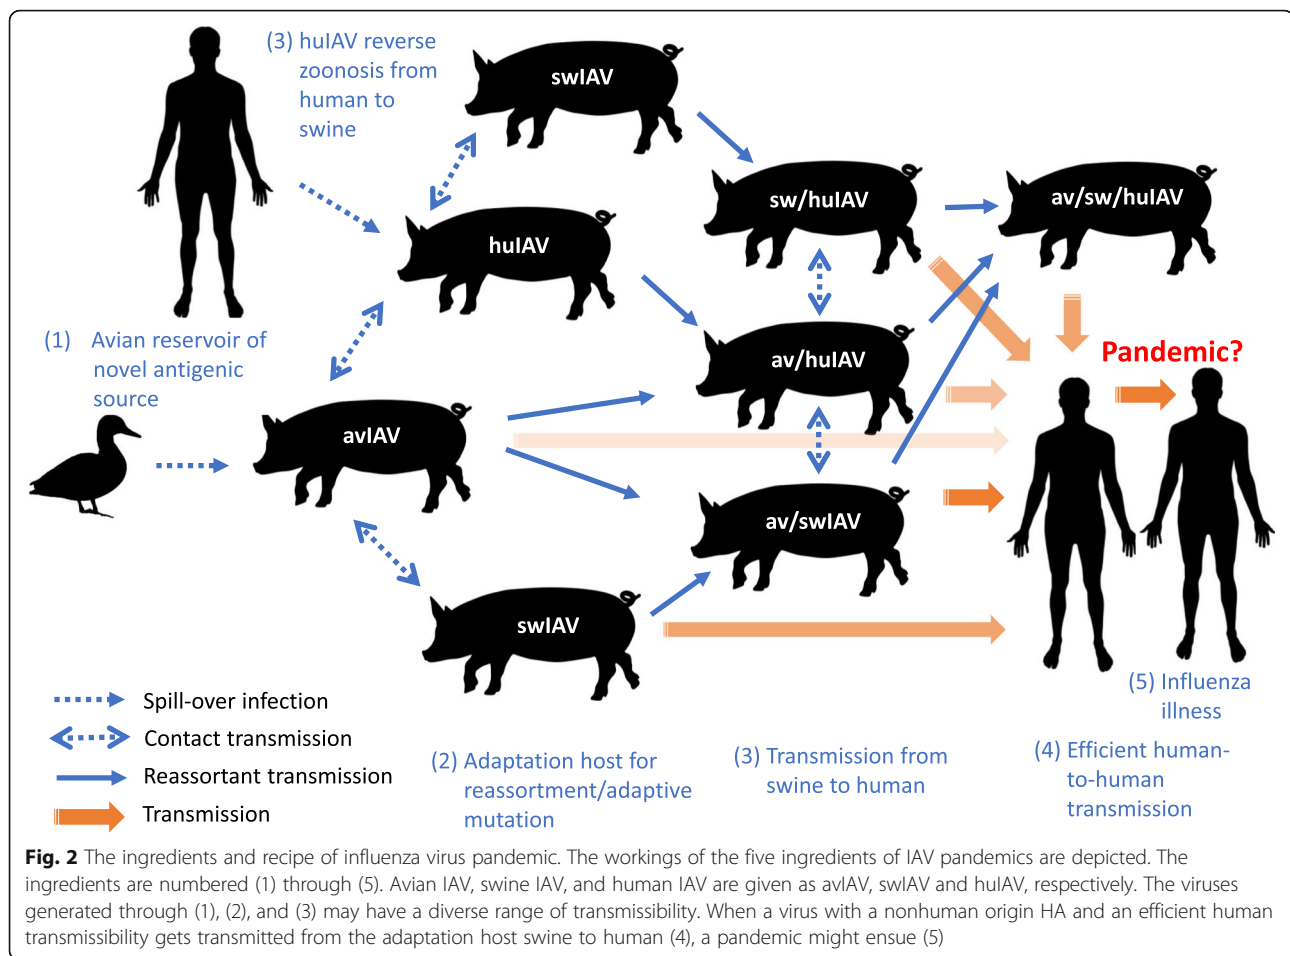 (3) huIAV reverse
zoonosis from
human to
swine
swIAV
sw/huIAV
av/sw/huIAV
huIAV
(1) Avian reservoir of
novel antigenic
source
av/huIAV
Pandemic?
avIAV
av/swIAV
swIAV
(5) Influenza
illness
Spill-over infection
Contact transmission
Reassortant transmission
Transmission
(2) Adaptation host for
reassortment/adaptive
mutation
(3) Transmission from
swine to human
(4) Efficient human-
to-human
transmission
Fig. 2 The ingredients and recipe of influenza virus pandemic. The workings of the five ingredients of IAV pandemics are depicted. The
ingredients are numbered (1) through (5). Avian IAV, swine IAV, and human IAV are given as avIAV, swIAV and huIAV, respectively. The viruses
generated through (1), (2), and (3) may have a diverse range of transmissibility. When a virus with a nonhuman origin HA and an efficient human
transmissibility gets transmitted from the adaptation host swine to human (4), a pandemic might ensue (5)